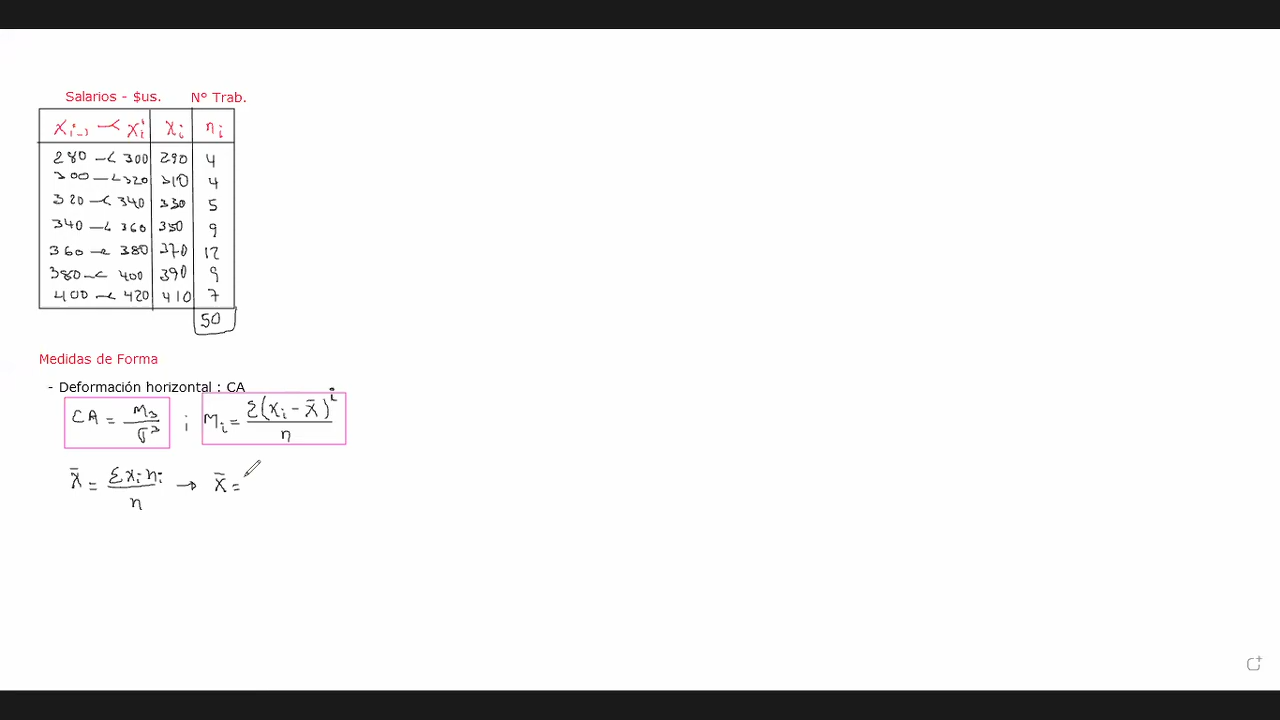 Salarios - $us. N° Trab.
Xi-1 -< Xi Xi ni
280 -< 300 290 4
300 -< 320 310 4
320 -< 340 330 5
340 -< 360 350 9
360 -< 380 370 12
380 -< 400 390 9
400 -< 420 410 7
50
Medidas de Forma
- Deformación horizontal : CA
CA = M3/σ³ ; Mi = Σ(xi - x̄)^i/n
x̄ = Σxi ni/n → x̄ =